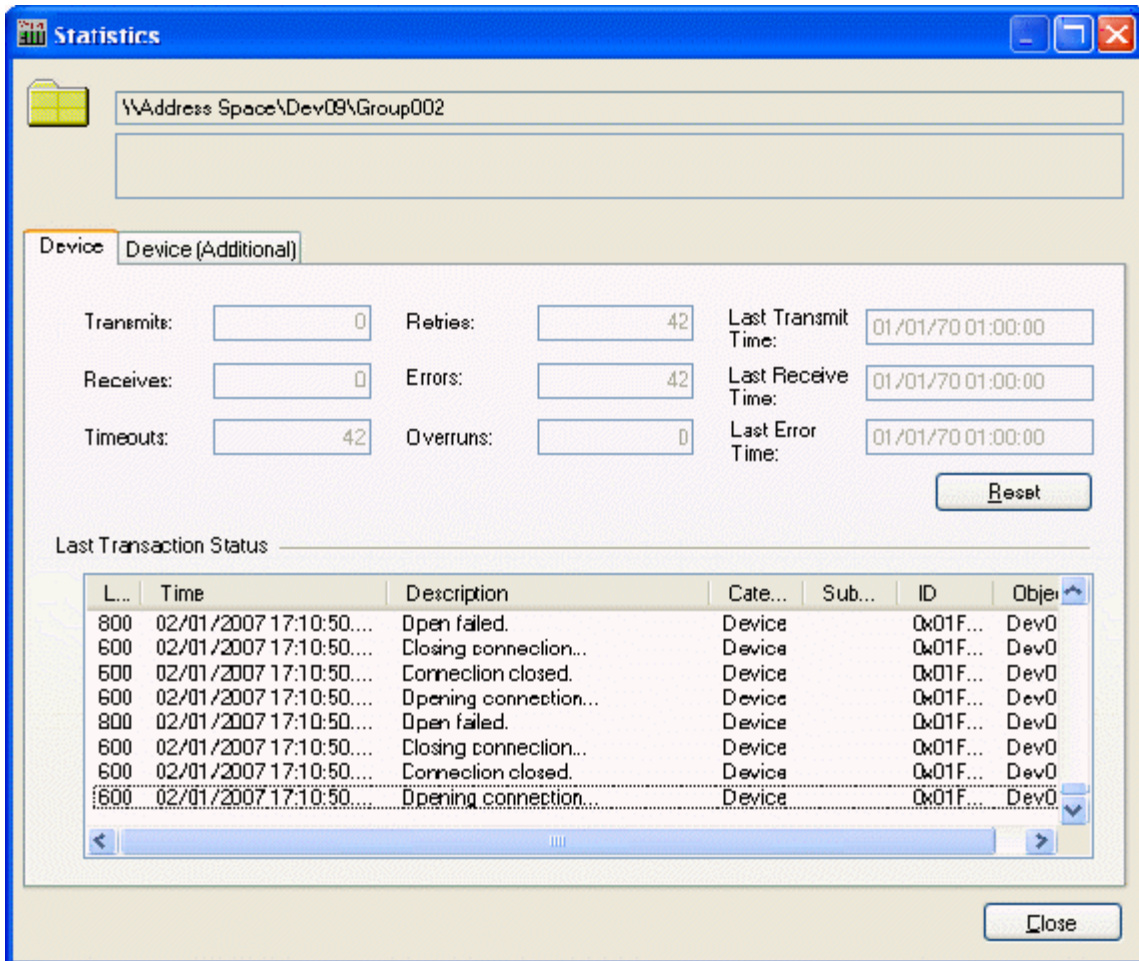 Statistics
\\Address Space\Dev09\Group002
Device Device (Additional)
Transmits: 0 Retries: 42 Last Transmit Time: 01/01/70 01:00:00
Receives: 0 Errors: 42 Last Receive Time: 01/01/70 01:00:00
Timeouts: 42 Overruns: 0 Last Error Time: 01/01/70 01:00:00
Reset
Last Transaction Status
L... Time Description Cate... Sub... ID Objec
800 02/01/2007 17:10:50.... Open failed. Device 0x01F... Dev0
600 02/01/2007 17:10:50.... Closing connection... Device 0x01F... Dev0
600 02/01/2007 17:10:50.... Connection closed. Device 0x01F... Dev0
600 02/01/2007 17:10:50.... Opening connection... Device 0x01F... Dev0
800 02/01/2007 17:10:50.... Open failed. Device 0x01F... Dev0
600 02/01/2007 17:10:50.... Closing connection... Device 0x01F... Dev0
600 02/01/2007 17:10:50.... Connection closed. Device 0x01F... Dev0
600 02/01/2007 17:10:50.... Opening connection... Device 0x01F... Dev0
Close